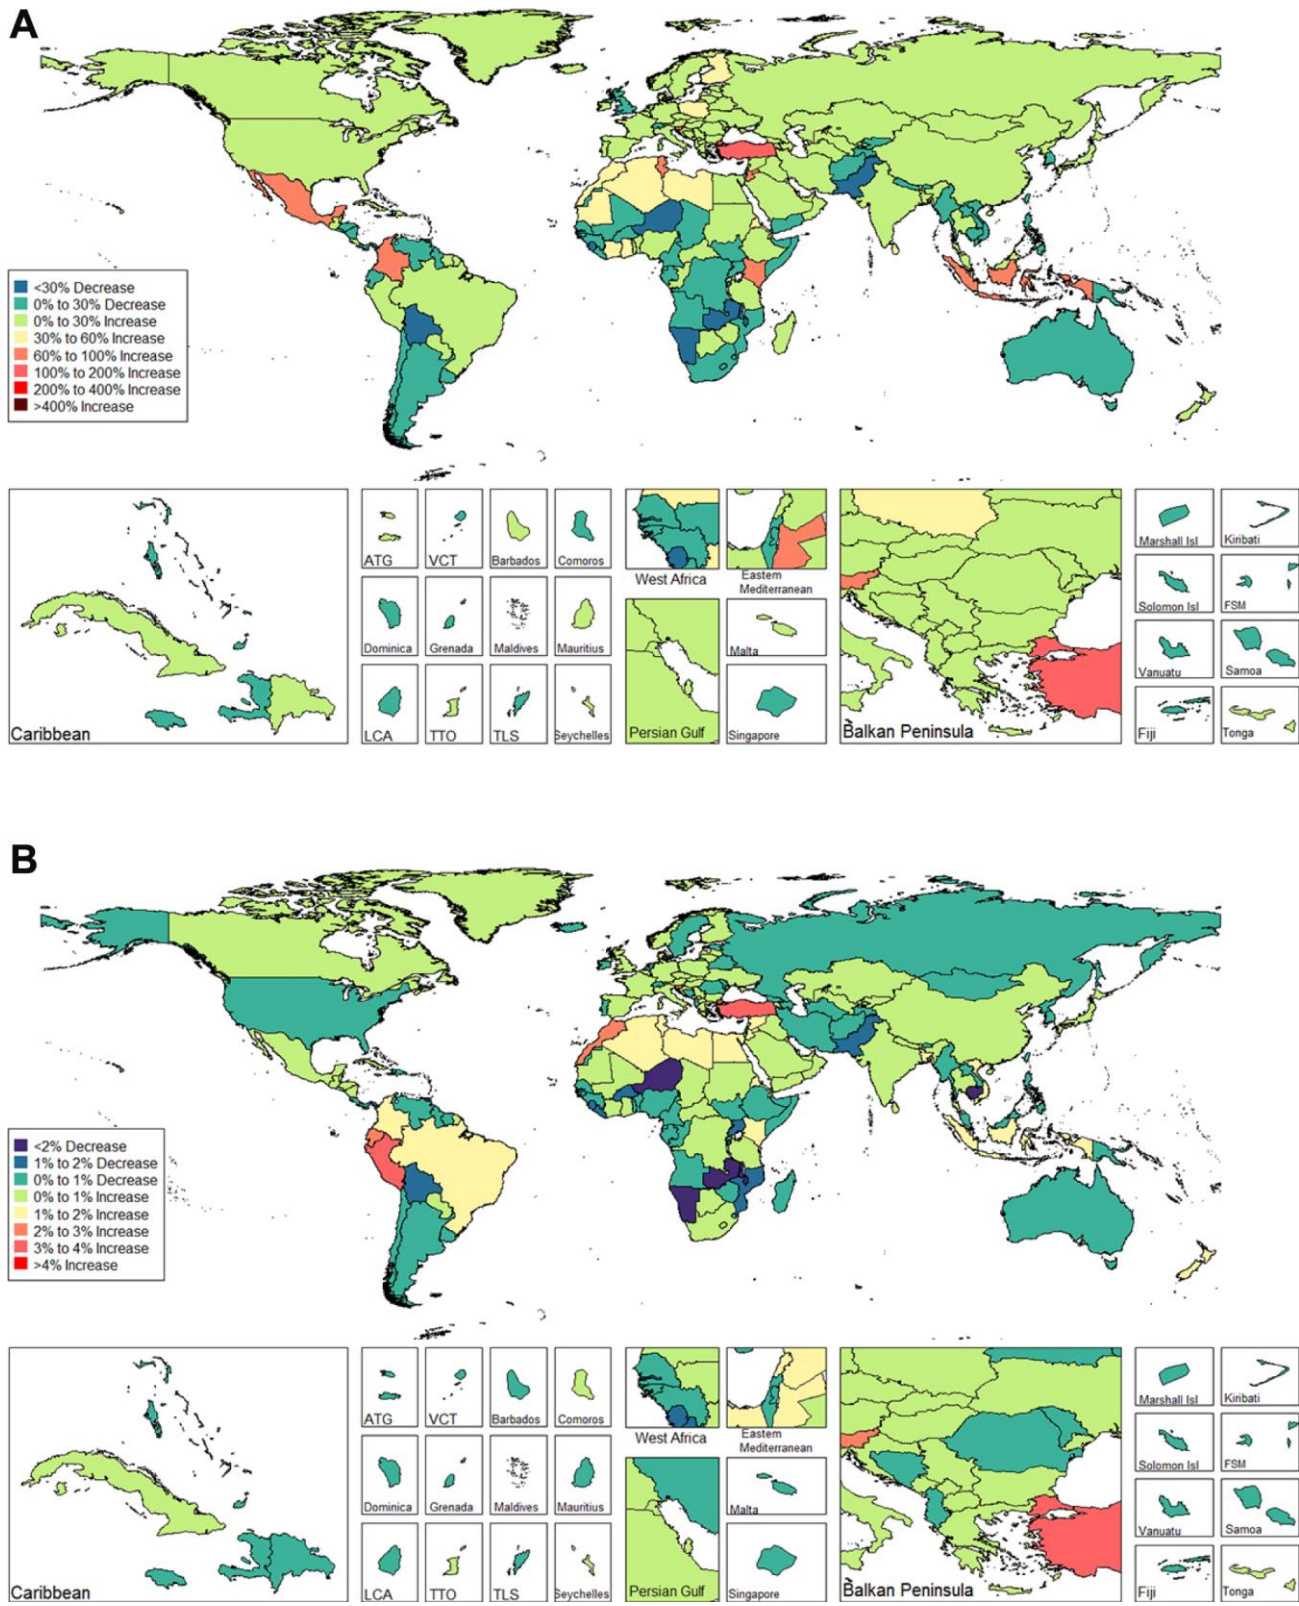 A
<30% Decrease
0% to 30% Decrease
0% to 30% Increase
30% to 60% Increase
60% to 100% Increase
100% to 200% Increase
200% to 400% Increase
>400% Increase
Caribbean
ATG
VCT
Barbados
Comoros
Dominica
Grenada
Maldives
Mauritius
LCA
TTO
TLS
Seychelles
West Africa
Eastern
Mediterranean
Persian Gulf
Malta
Singapore
Balkan Peninsula
Marshall Isl
Kiribati
Solomon Isl
FSM
Vanuatu
Samoa
Fiji
Tonga
B
<2% Decrease
1% to 2% Decrease
0% to 1% Decrease
0% to 1% Increase
1% to 2% Increase
2% to 3% Increase
3% to 4% Increase
>4% Increase
Caribbean
ATG
VCT
Barbados
Comoros
Dominica
Grenada
Maldives
Mauritius
LCA
TTO
TLS
Seychelles
West Africa
Eastern
Mediterranean
Persian Gulf
Malta
Singapore
Balkan Peninsula
Marshall Isl
Kiribati
Solomon Isl
FSM
Vanuatu
Samoa
Fiji
Tonga